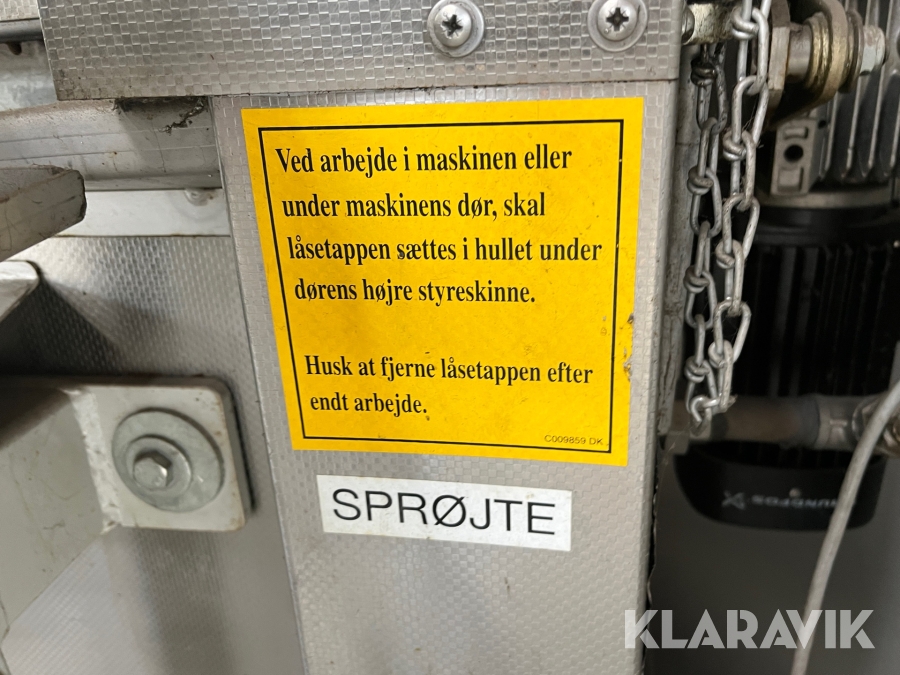 Ved arbejde i maskinen eller
under maskinens dør, skal
låsetappen sættes i hullet under
dørens højre styreskinne.
Husk at fjerne låsetappen efter
endt arbejde.
C009859 DK
SPRØJTE
GRUNDFOS
KLARAVIK